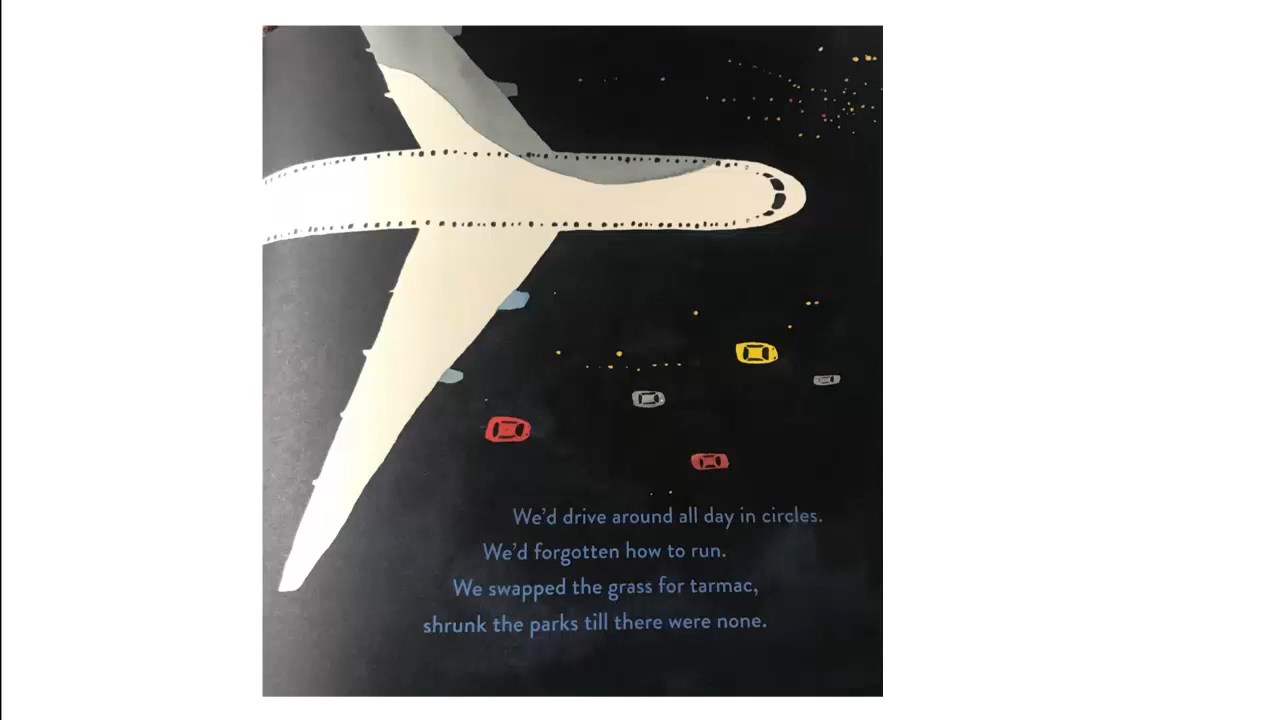 We'd drive around all day in circles.
We'd forgotten how to run.
We swapped the grass for tarmac,
shrunk the parks till there were none.